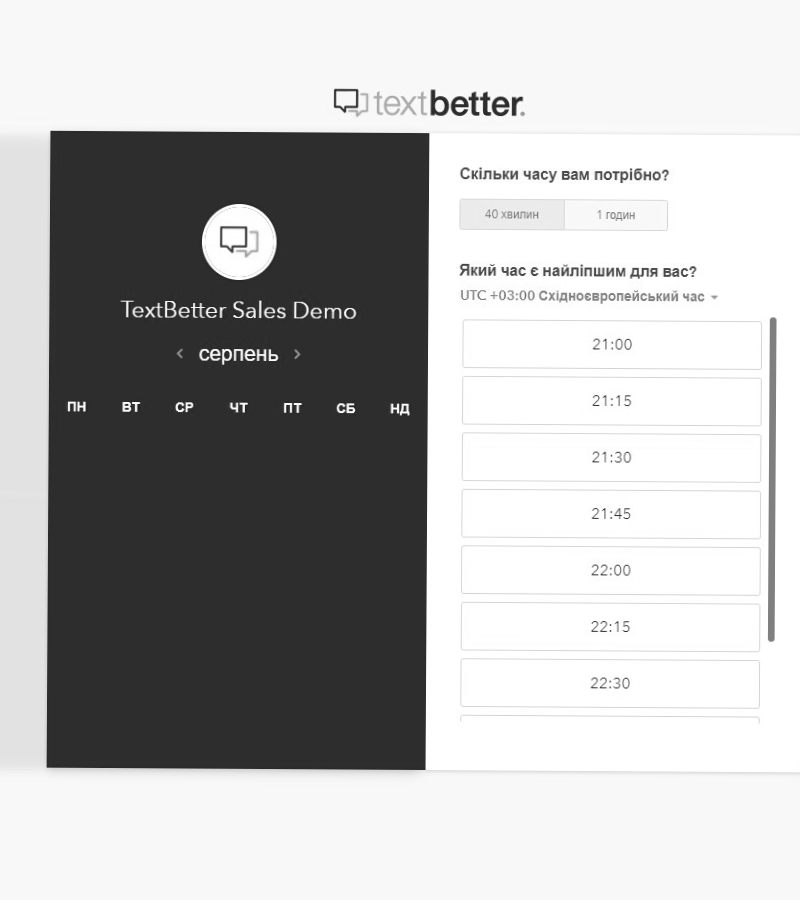 textbetter.
TextBetter Sales Demo
серпень
ПН ВТ СР ЧТ ПТ СБ НД
Скільки часу вам потрібно?
40 хвилин 1 годин
Який час є найліпшим для вас?
UTC +03:00 Східноєвропейський час
21:00
21:15
21:30
21:45
22:00
22:15
22:30